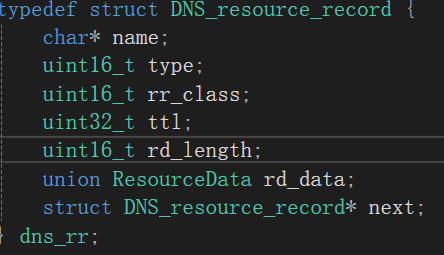 typedef struct DNS_resource_record {
char* name;
uint16_t type;
uint16_t rr_class;
uint32_t ttl;
uint16_t rd_length;
union ResourceData rd_data;
struct DNS_resource_record* next;
} dns_rr;